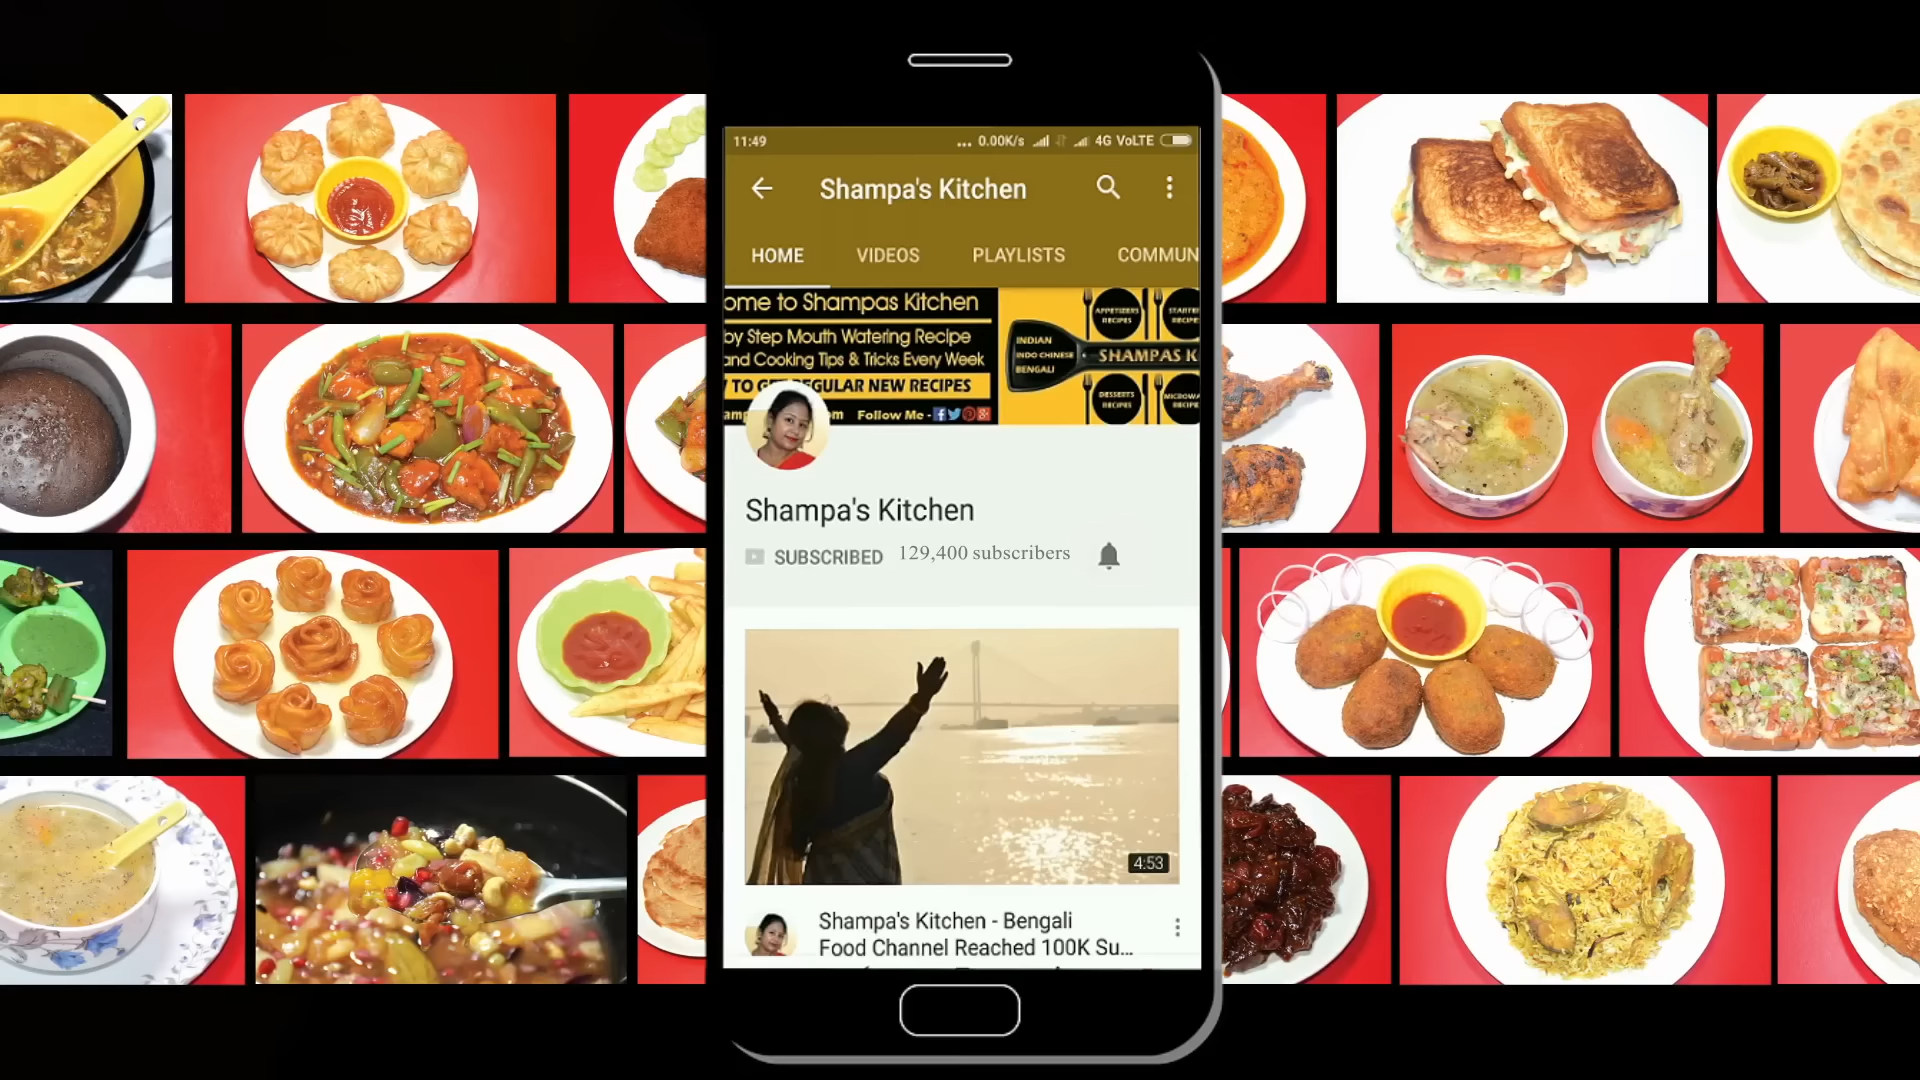 11:49 ... 0.00K/s 4G VoLTE
Shampa's Kitchen
HOME VIDEOS PLAYLISTS COMMUN
ome to Shampas Kitchen
by Step Mouth Watering Recipe
and Cooking Tips & Tricks Every Week
REGULAR NEW RECIPES
Follow Me -
APPETIZERS
RECIPES
INDIAN
INDO CHINESE
BENGALI
SHAMPAS K
DESSERTS
RECIPES
Shampa's Kitchen
SUBSCRIBED 129,400 subscribers
4:53
Shampa's Kitchen - Bengali
Food Channel Reached 100K Su...